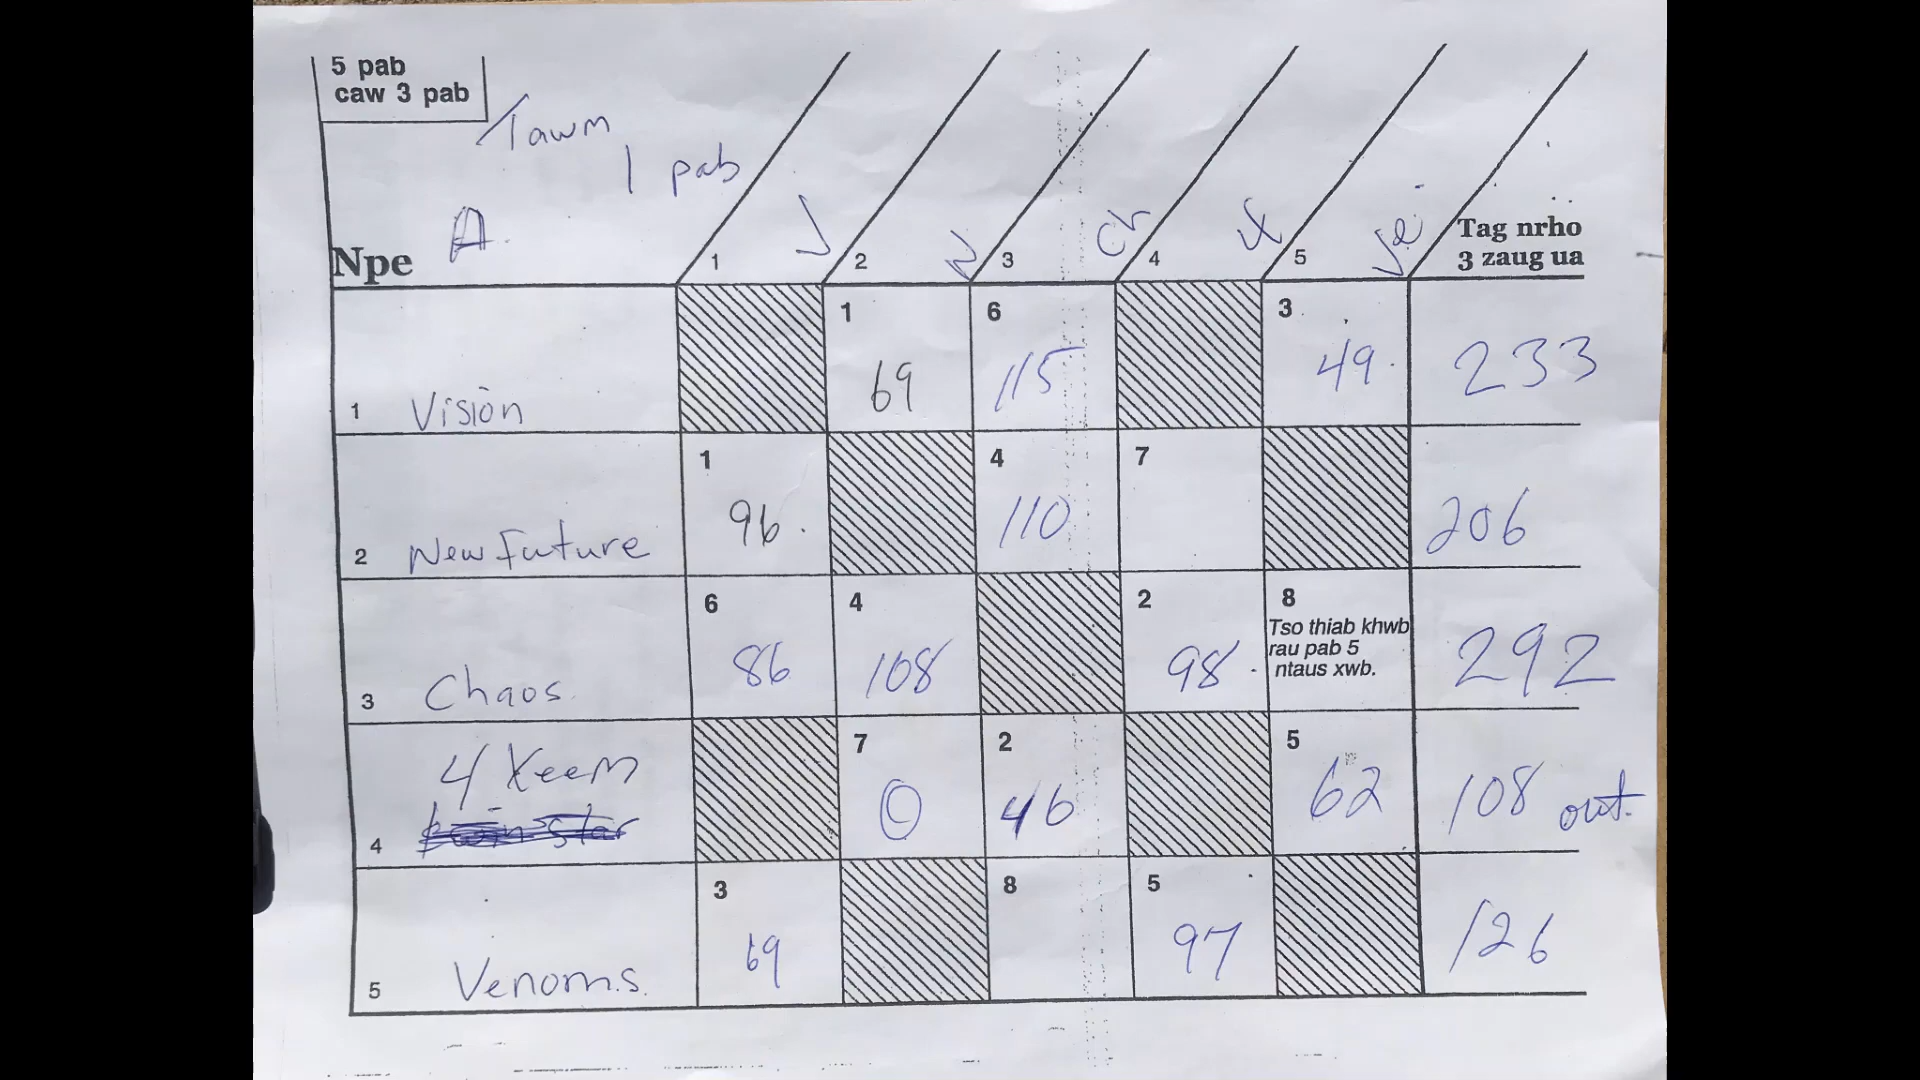 5 pab
caw 3 pab
Tawm
1 pab
A.
Npe
1 V 2 N 3 Ch 4 X 5 Ve.
Tag nrho
3 zaug ua
1 6 3
1 Vision 69 115 49. 233
1 4 7
2 New Future 96. 110 206
6 4 2 8
Tso thiab khwb
rau pab 5
ntaus xwb.
3 Chaos. 86 108 98. 292
7 2 5
4 Xeem
4 star 0 46 62 108 out.
3 8 5
5 Venoms. 69 97 126